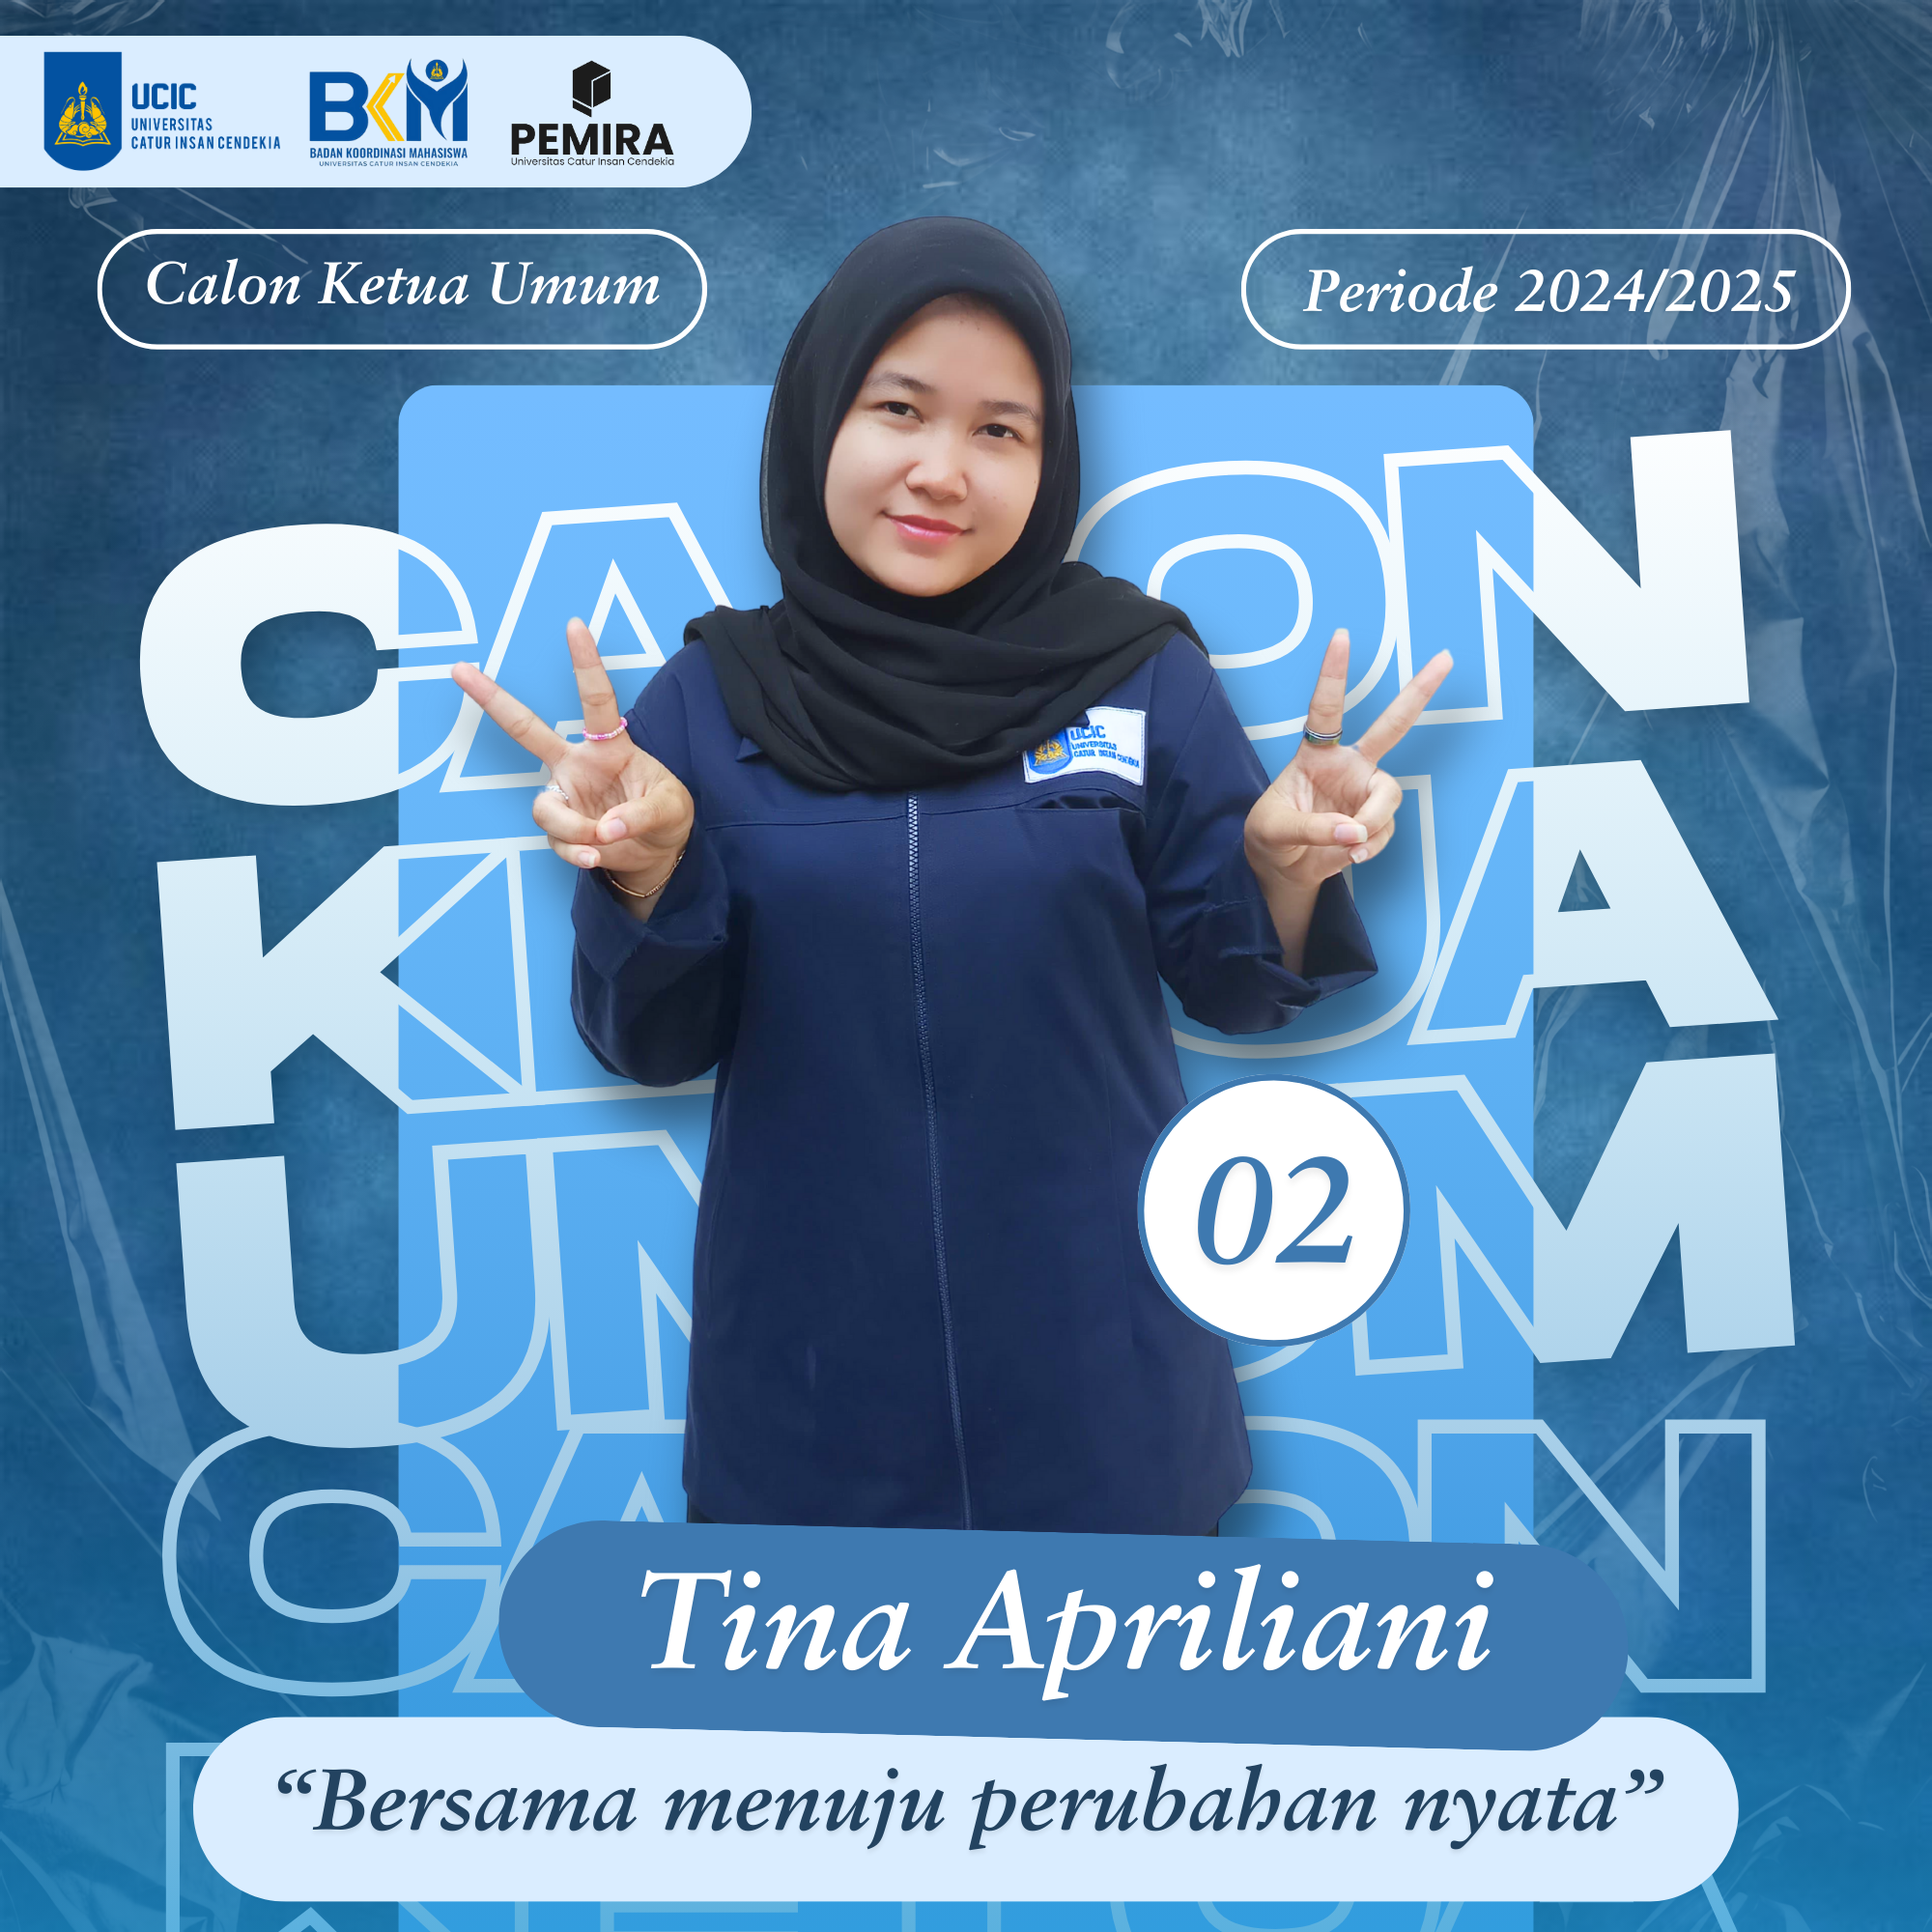 UCIC
UNIVERSITAS
CATUR INSAN CENDEKIA
BKM
BADAN KOORDINASI MAHASISWA
UNIVERSITAS CATUR INSAN CENDEKIA
PEMIRA
Universitas Catur Insan Cendekia
Calon Ketua Umum
Periode 2024/2025
CALON
KETUA
UMUM
UCIC
UNIVERSITAS
CATUR INSAN CENDEKIA
02
CALON
Tina Apriliani
“Bersama menuju perubahan nyata”
KETUA